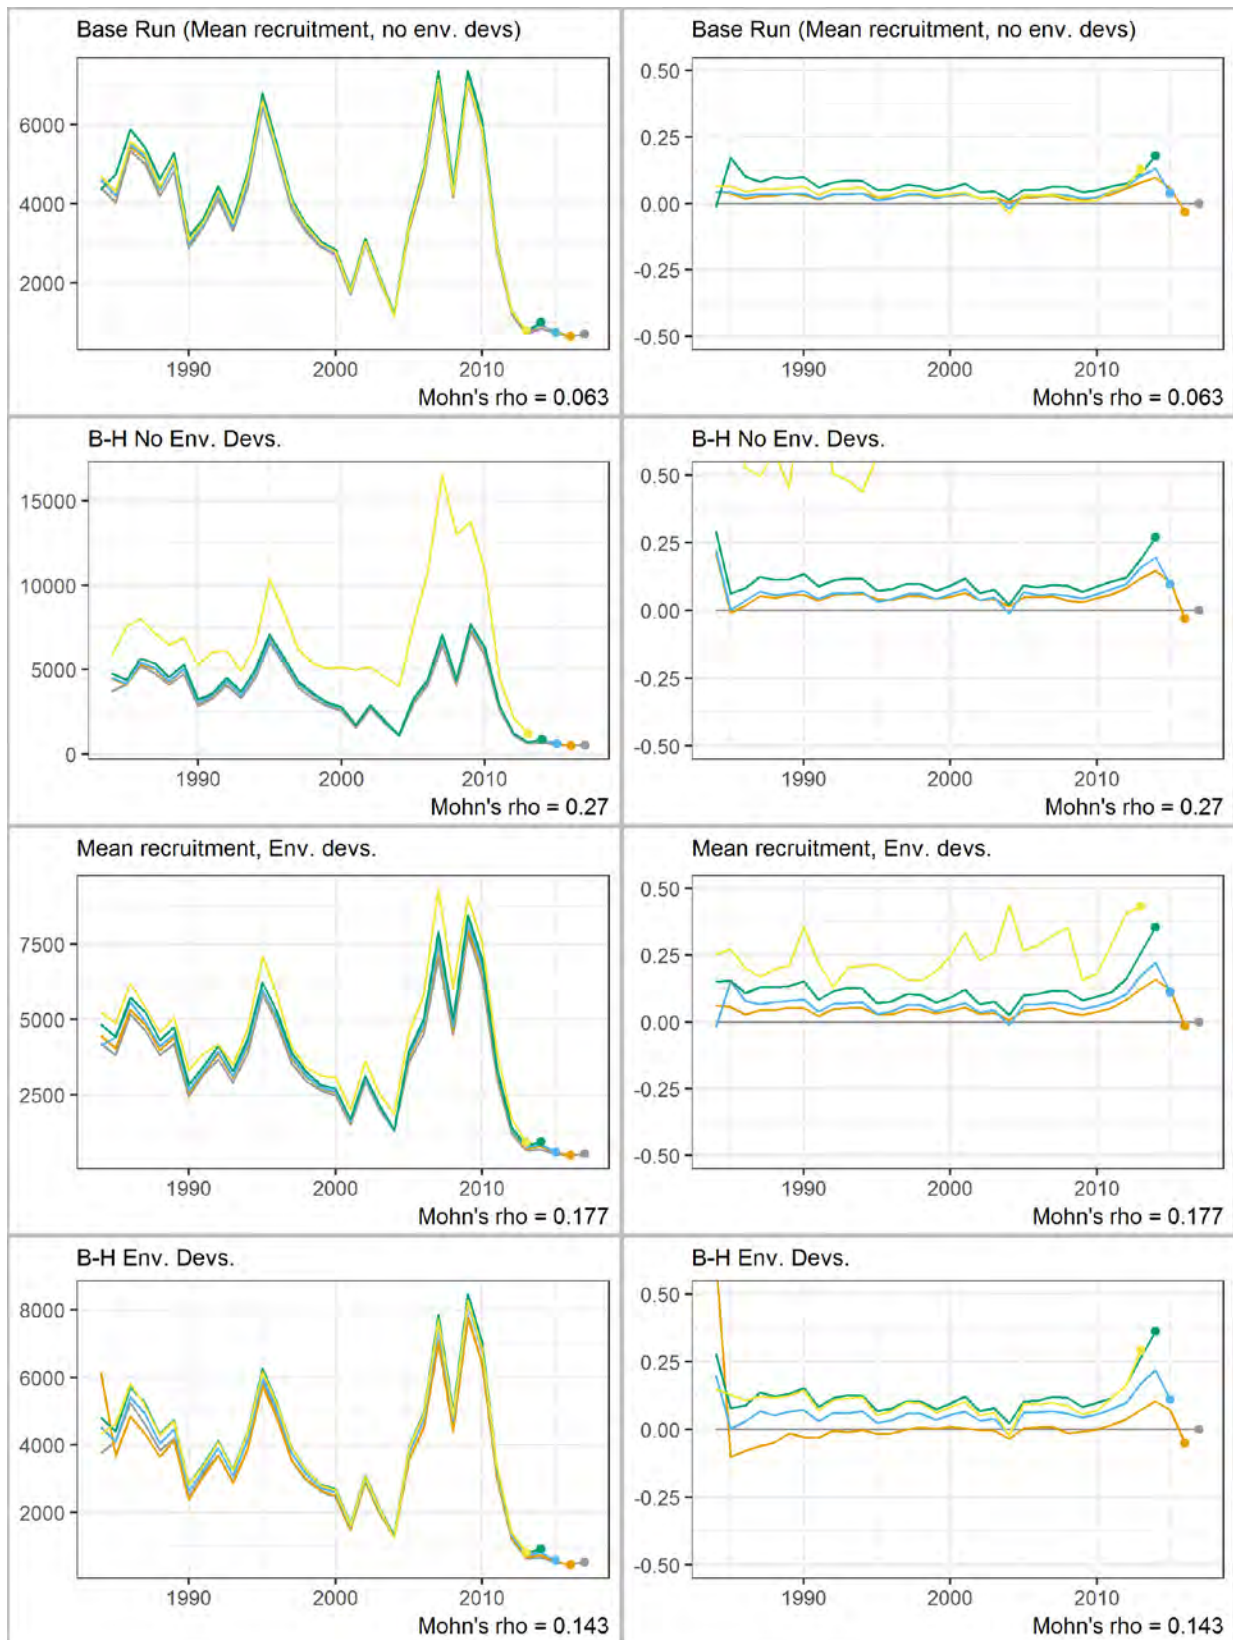 Base Run (Mean recruitment, no env. devs)
6000
4000
2000
1990 2000 2010
Mohn's rho = 0.063
Base Run (Mean recruitment, no env. devs)
0.50
0.25
0.00
-0.25
-0.50
1990 2000 2010
Mohn's rho = 0.063
B-H No Env. Devs.
15000
10000
5000
0
1990 2000 2010
Mohn's rho = 0.27
B-H No Env. Devs.
0.50
0.25
0.00
-0.25
-0.50
1990 2000 2010
Mohn's rho = 0.27
Mean recruitment, Env. devs.
7500
5000
2500
1990 2000 2010
Mohn's rho = 0.177
Mean recruitment, Env. devs.
0.50
0.25
0.00
-0.25
-0.50
1990 2000 2010
Mohn's rho = 0.177
B-H Env. Devs.
8000
6000
4000
2000
1990 2000 2010
Mohn's rho = 0.143
B-H Env. Devs.
0.50
0.25
0.00
-0.25
-0.50
1990 2000 2010
Mohn's rho = 0.143